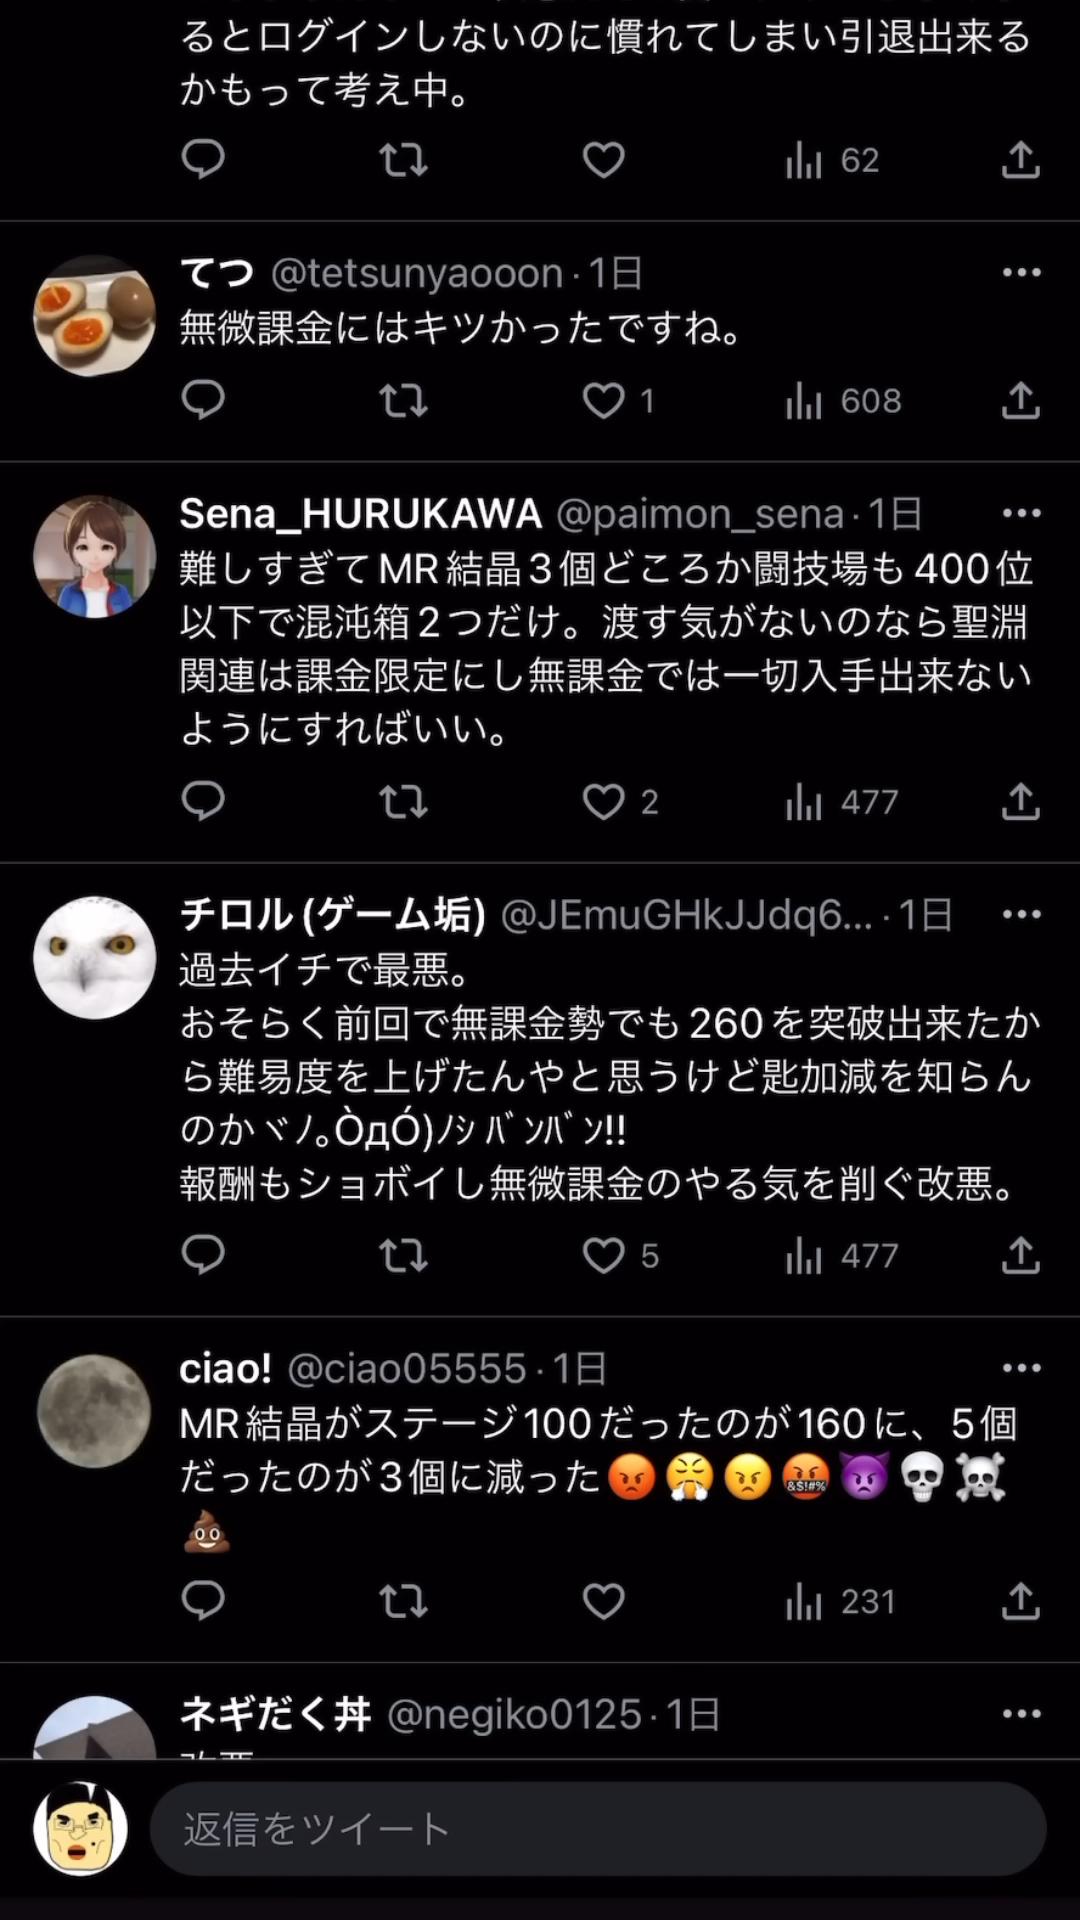 るとログインしないのに慣れてしまい引退出来る
かもって考え中。
62
てつ @tetsunyaooon · 1日
無微課金にはキツかったですね。
1 608
Sena_HURUKAWA @paimon_sena · 1日
難しすぎてMR結晶3個どころか闘技場も400位
以下で混沌箱2つだけ。渡す気がないのなら聖淵
関連は課金限定にし無課金では一切入手出来ない
ようにすればいい。
2 477
チロル (ゲーム垢) @JEmuGHkJJdq6... · 1日
過去イチで最悪。
おそらく前回で無課金勢でも260を突破出来たか
ら難易度を上げたんやと思うけど匙加減を知らん
のかヾﾉ｡ÒдÓ)ﾉｼ ﾊﾞﾝﾊﾞﾝ!!
報酬もショボイし無微課金のやる気を削ぐ改悪。
5 477
ciao! @ciao05555 · 1日
MR結晶がステージ100だったのが160に、5個
だったのが3個に減った😡😤😠🤬👿💀☠️
💩
231
ネギだく丼 @negiko0125 · 1日
返信をツイート